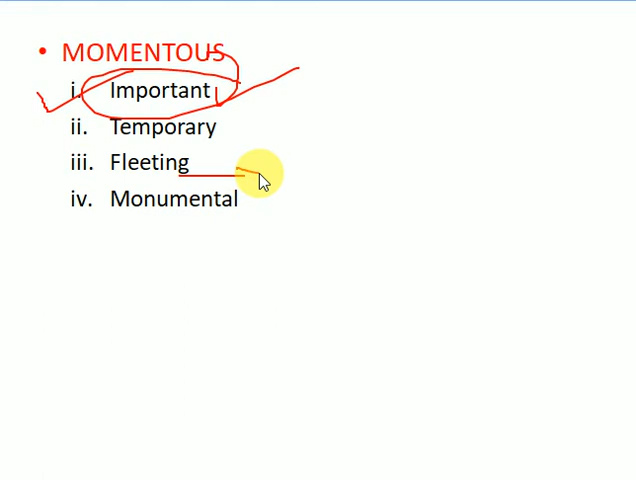 • MOMENTOUS
i. Important
ii. Temporary
iii. Fleeting
iv. Monumental